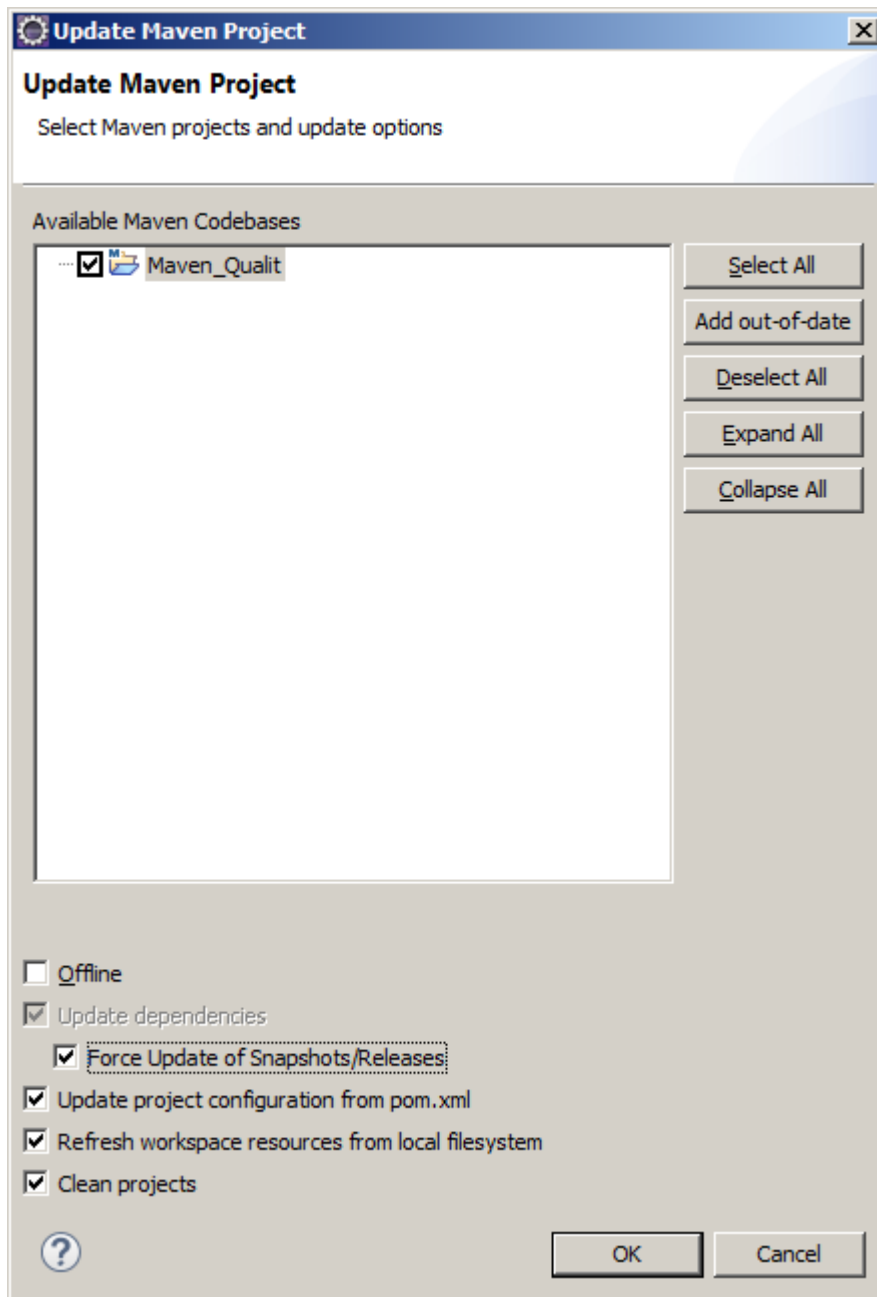 Update Maven Project
Update Maven Project
Select Maven projects and update options
Available Maven Codebases
Maven_Qualit
Select All
Add out-of-date
Deselect All
Expand All
Collapse All
Offline
Update dependencies
Force Update of Snapshots/Releases
Update project configuration from pom.xml
Refresh workspace resources from local filesystem
Clean projects
?
OK
Cancel